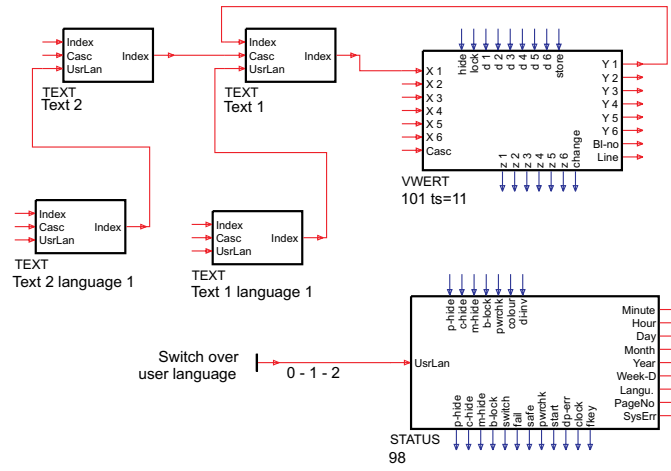 Index
Casc
UsrLan
Index
TEXT
Text 2
Index
Casc
UsrLan
Index
TEXT
Text 1
hide
lock
d 1
d 2
d 3
d 4
d 5
d 6
store
X 1
X 2
X 3
X 4
X 5
X 6
Casc
Y 1
Y 2
Y 3
Y 4
Y 5
Y 6
Bl-no
Line
z 1
z 2
z 3
z 4
z 5
z 6
change
VWERT
101 ts=11
Index
Casc
UsrLan
Index
TEXT
Text 2 language 1
Index
Casc
UsrLan
Index
TEXT
Text 1 language 1
Switch over
user language
0 - 1 - 2
p-hide
c-hide
m-hide
b-lock
pwrchk
colour
di-inv
UsrLan
Minute
Hour
Day
Month
Year
Week-D
Langu.
PageNo
SysErr
p-hide
c-hide
m-hide
b-lock
switch
fail
safe
pwrchk
start
dp-err
clock
fkey
STATUS
98